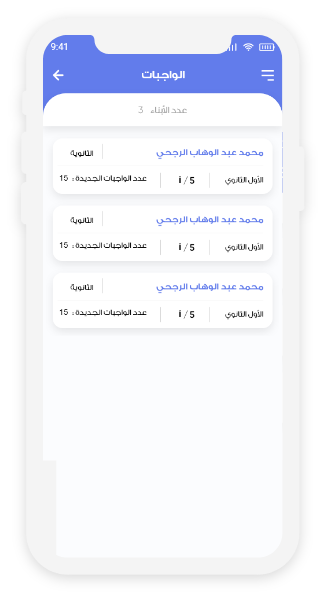 9:41
الواجبات
عدد الأبناء 3
محمد عبد الوهاب الرجحي الثانوية
الأول الثانوي 5 / أ عدد الواجبات الجديدة : 15
محمد عبد الوهاب الرجحي الثانوية
الأول الثانوي 5 / أ عدد الواجبات الجديدة : 15
محمد عبد الوهاب الرجحي الثانوية
الأول الثانوي 5 / أ عدد الواجبات الجديدة : 15